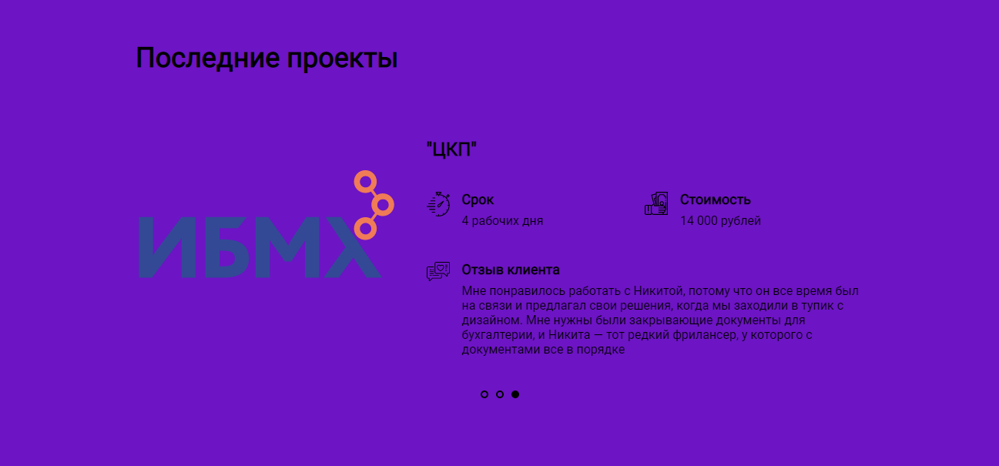 Последние проекты
"ЦКП"
ИБМХ
Срок
4 рабочих дня
Стоимость
14 000 рублей
Отзыв клиента
Мне понравилось работать с Никитой, потому что он все время был
на связи и предлагал свои решения, когда мы заходили в тупик с
дизайном. Мне нужны были закрывающие документы для
бухгалтерии, и Никита — тот редкий фрилансер, у которого с
документами все в порядке